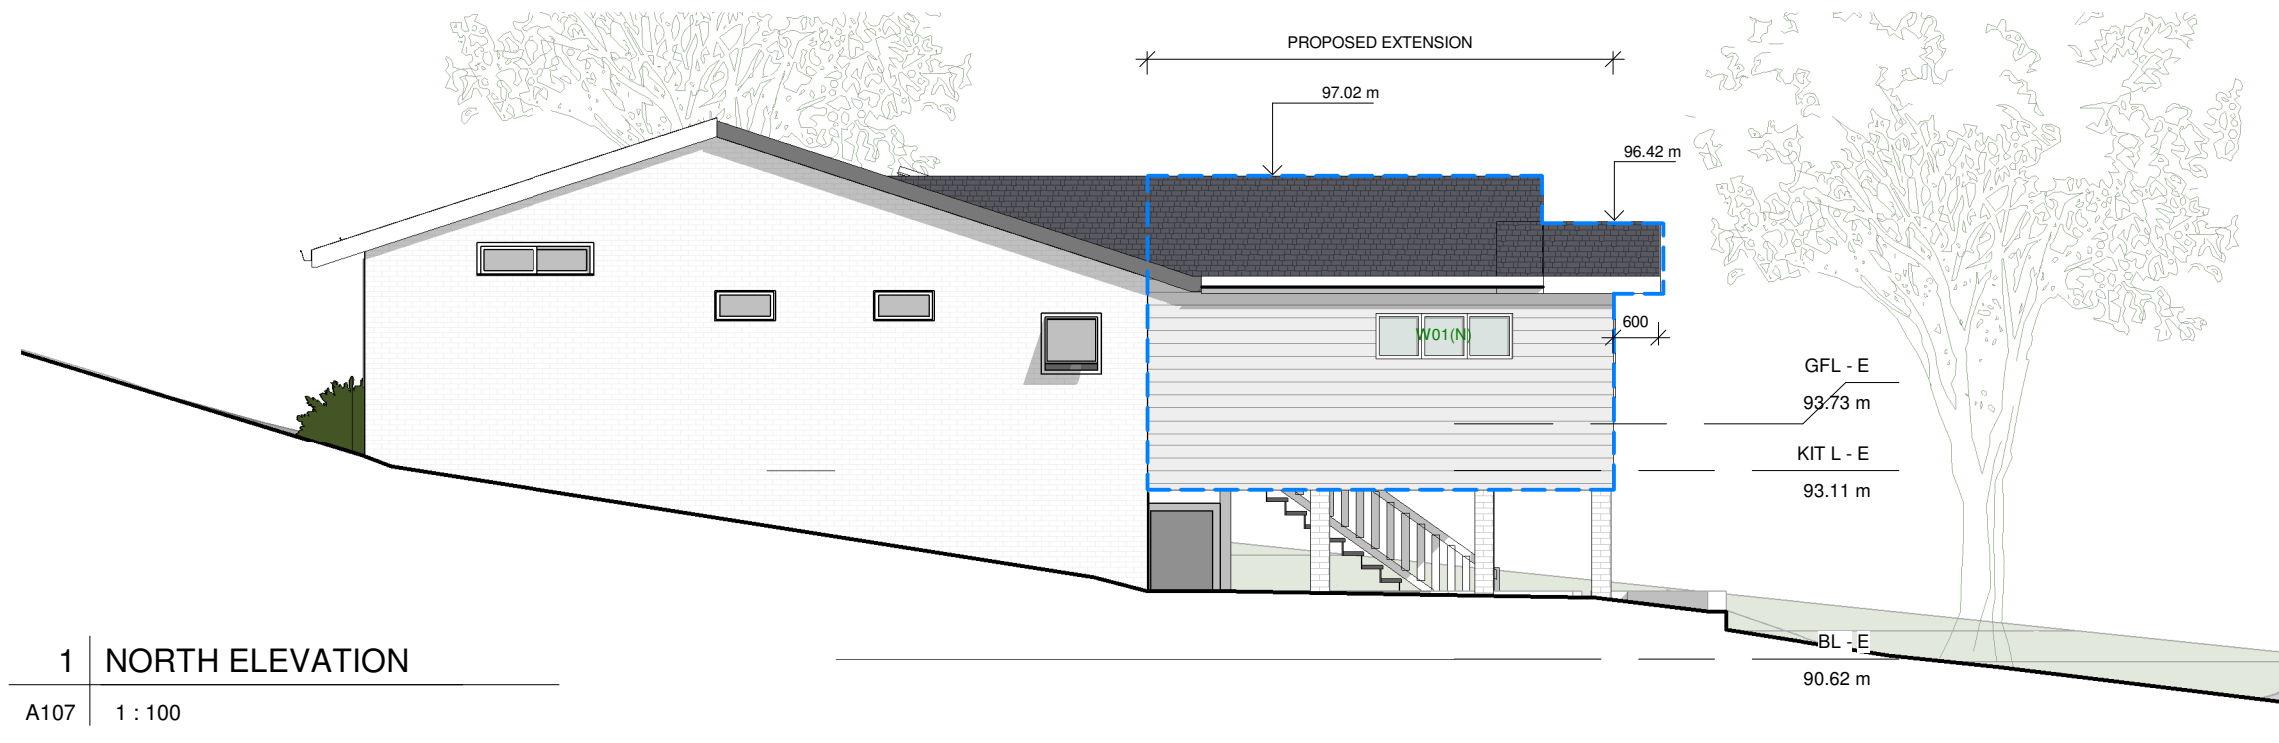 PROPOSED EXTENSION
97.02 m
96.42 m
W01(N)
600
GFL - E
93.73 m
KIT L - E
93.11 m
BL - E
90.62 m
1 NORTH ELEVATION
A107 1 : 100